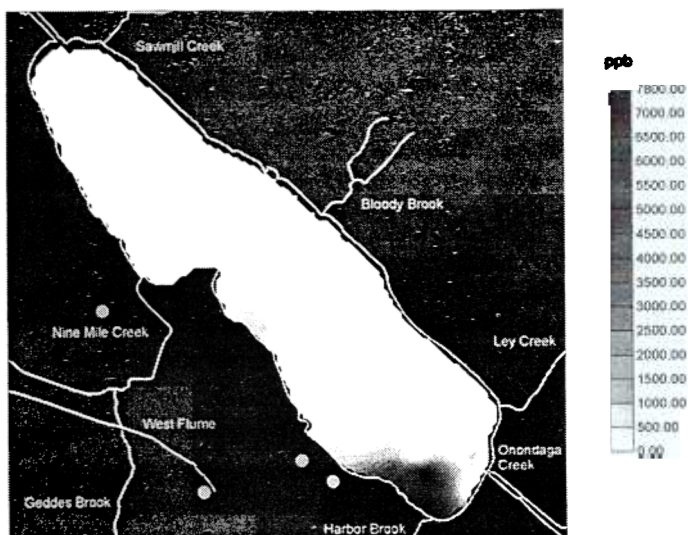 Sawmill Creek
ppb
7800.00
7000.00
6500.00
6000.00
5500.00
5000.00
4500.00
4000.00
3500.00
3000.00
2500.00
2000.00
1500.00
1000.00
500.00
0.00
Bloody Brook
Nine Mile Creek
Ley Creek
West Flume
Onondaga
Creek
Geddes Brook
Harbor Brook